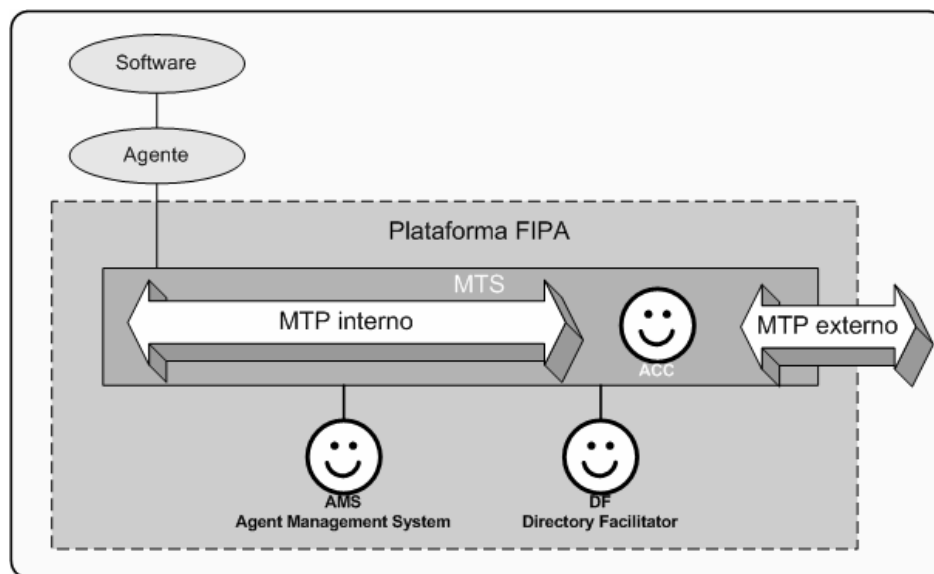 Software
Agente
Plataforma FIPA
MTS
MTP interno
MTP externo
ACC
AMS
Agent Management System
DF
Directory Facilitator